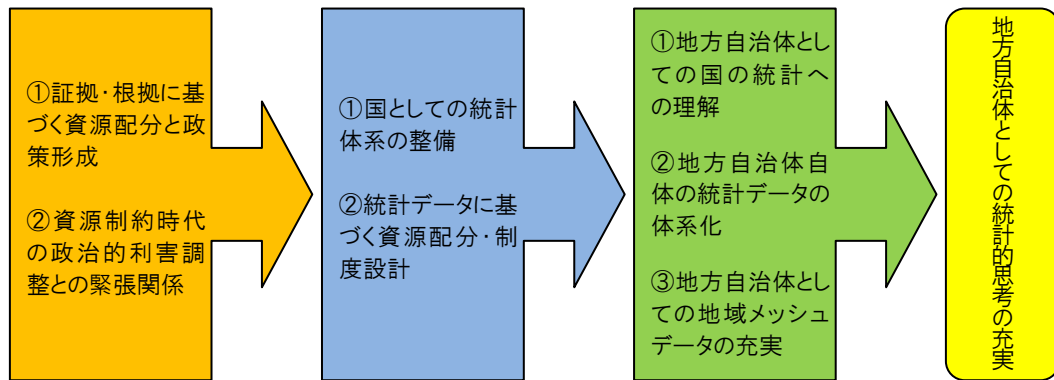 ①証拠・根拠に基
づく資源配分と政
策形成
②資源制約時代
の政治的利害調
整との緊張関係
①国としての統計
体系の整備
②統計データに基
づく資源配分・制
度設計
①地方自治体とし
ての国の統計へ
の理解
②地方自治体自
体の統計データの
体系化
③地方自治体とし
ての地域メッシュ
データの充実
地方自治体としての統計的思考の充実